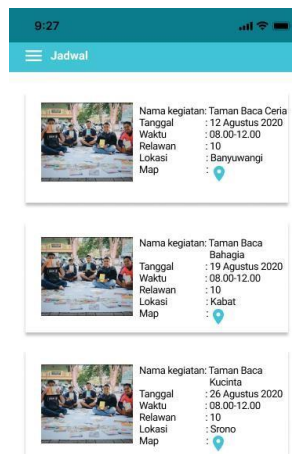 9:27
Jadwal
Nama kegiatan: Taman Baca Ceria
Tanggal : 12 Agustus 2020
Waktu : 08.00-12.00
Relawan : 10
Lokasi : Banyuwangi
Map :
Nama kegiatan: Taman Baca
Bahagia
Tanggal : 19 Agustus 2020
Waktu : 08.00-12.00
Relawan : 10
Lokasi : Kabat
Map :
Nama kegiatan: Taman Baca
Kucinta
Tanggal : 26 Agustus 2020
Waktu : 08.00-12.00
Relawan : 10
Lokasi : Srono
Map :